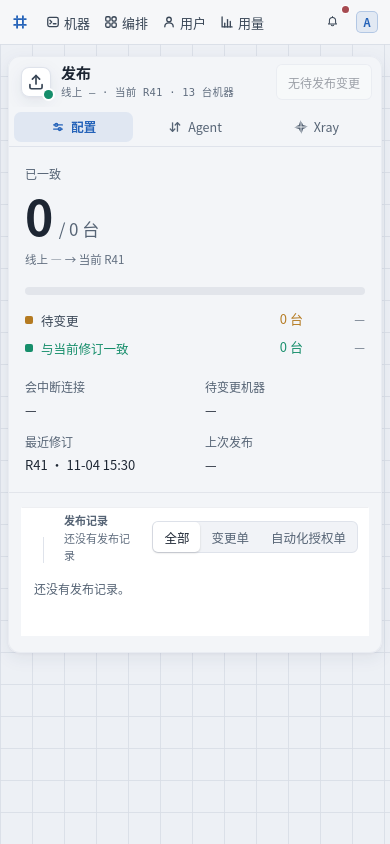 机器 编排 用户 用量 A
发布
线上 — · 当前 R41 · 13 台机器
无待发布变更
配置 Agent Xray
已一致
0 / 0 台
线上 — → 当前 R41
待变更 0 台 —
与当前修订一致 0 台 —
会中断连接 待变更机器
— —
最近修订 上次发布
R41 · 11-04 15:30 —
发布记录
还没有发布记
录
全部 变更单 自动化授权单
还没有发布记录。